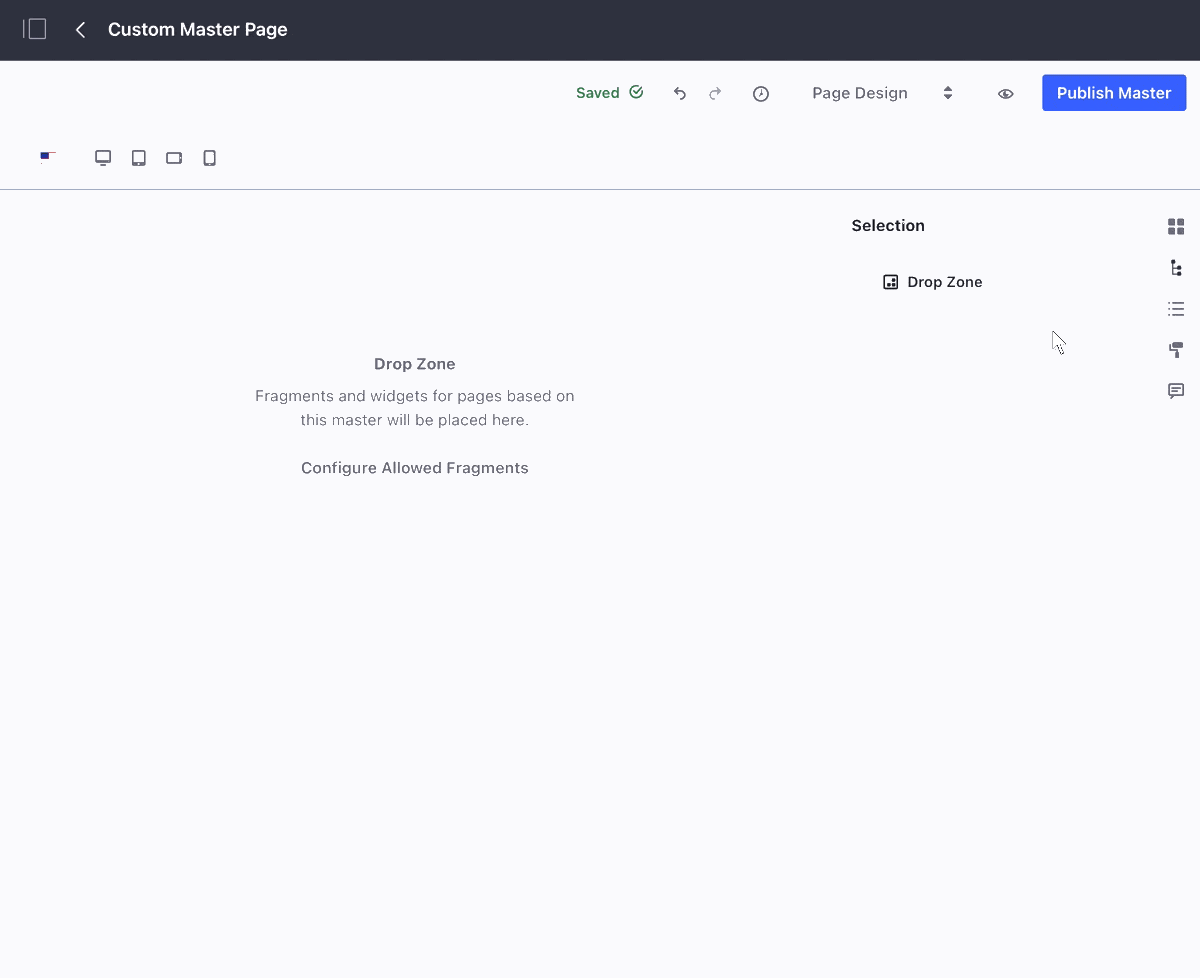 Custom Master Page
Saved
Page Design
Publish Master
Selection
Drop Zone
Drop Zone
Fragments and widgets for pages based on
this master will be placed here.
Configure Allowed Fragments